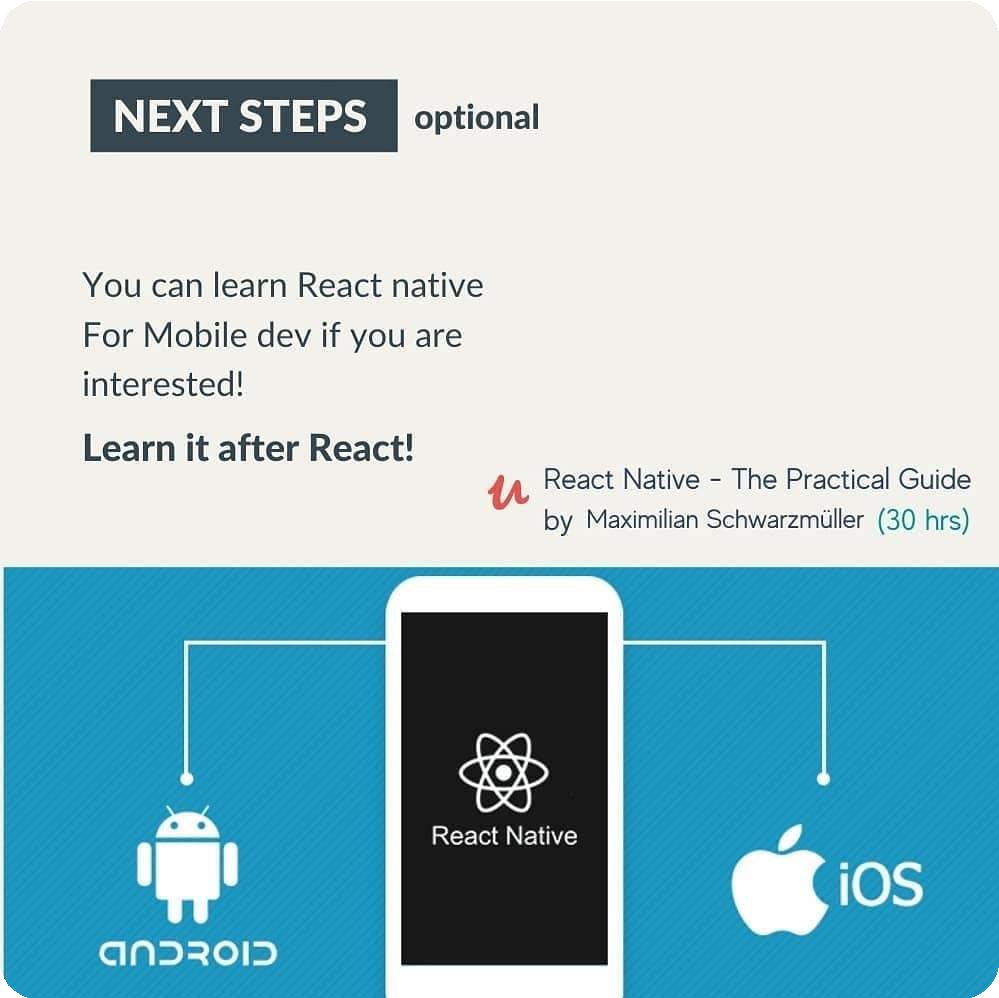 NEXT STEPS optional
You can learn React native
For Mobile dev if you are
interested!
Learn it after React!
u React Native - The Practical Guide
by Maximilian Schwarzmüller (30 hrs)
React Native
ANDROID
iOS